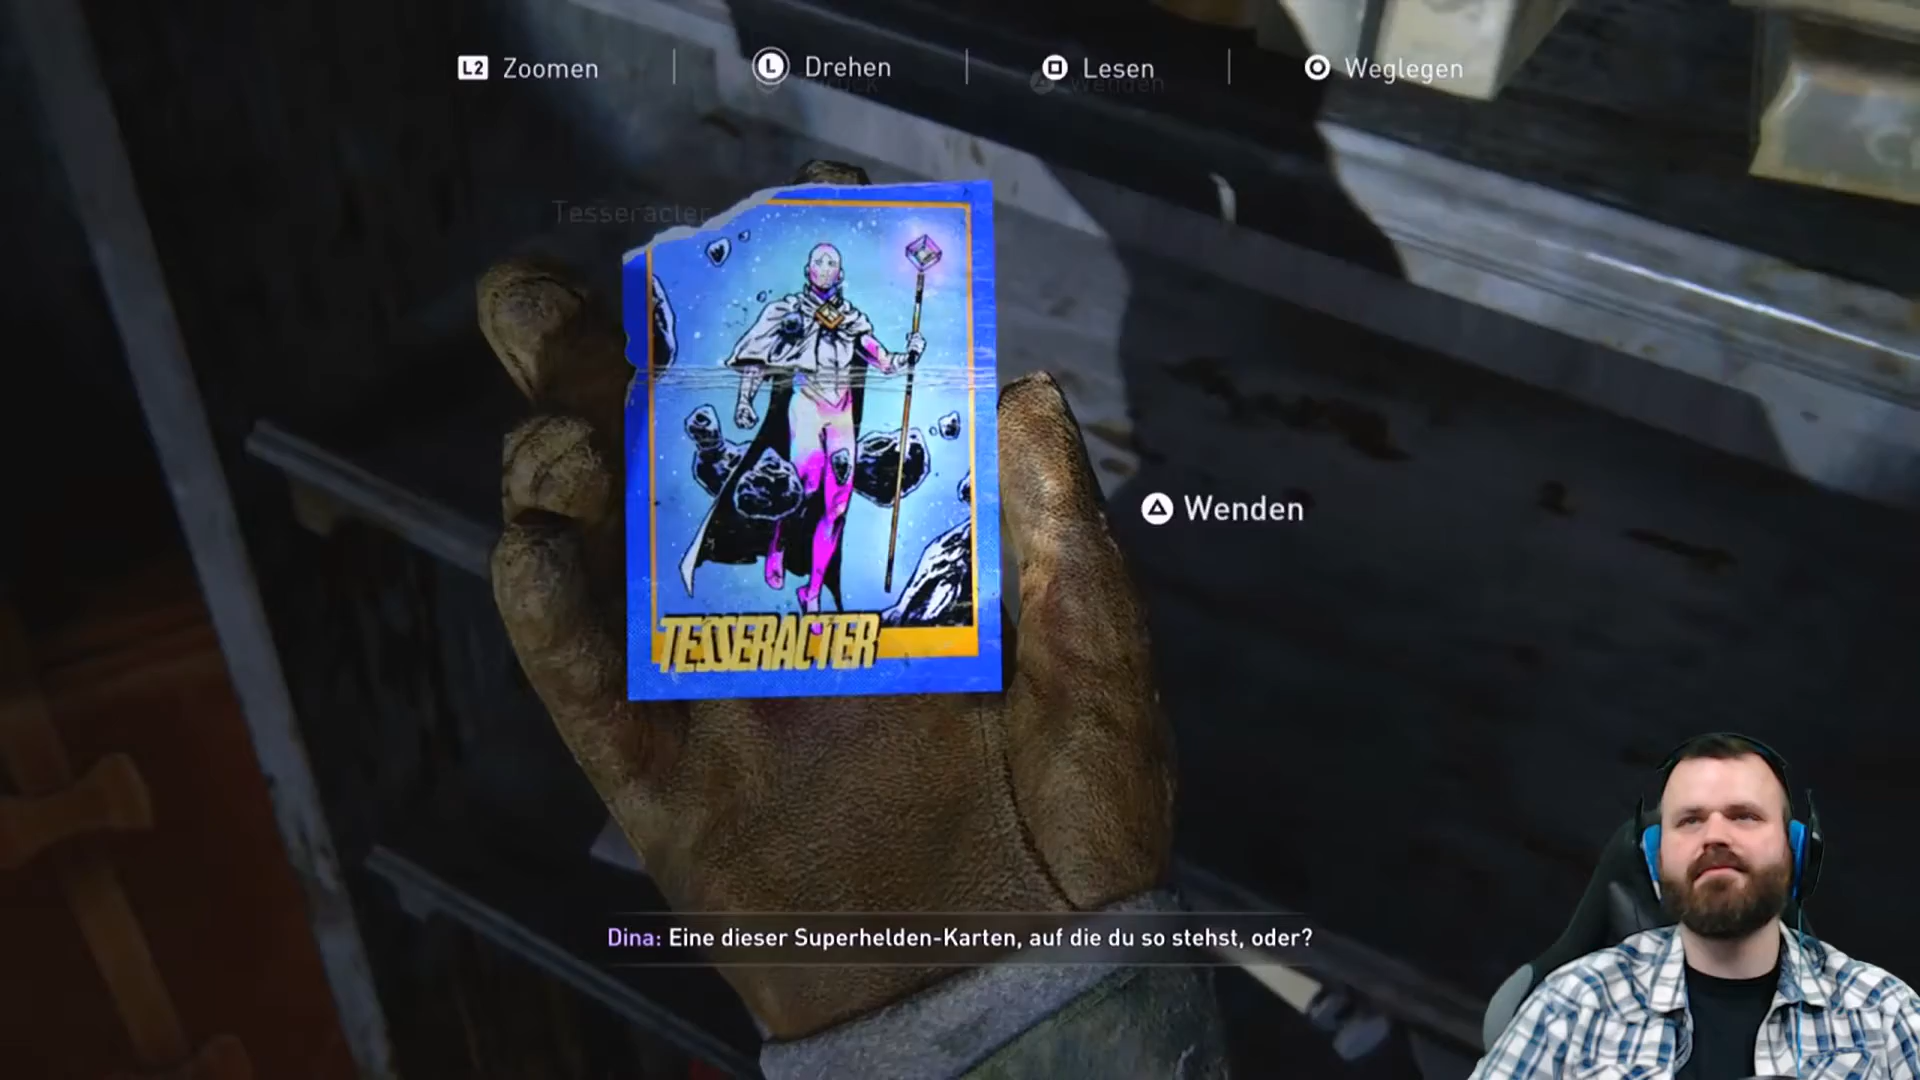 L2 Zoomen
L Drehen
Lesen
Weglegen
Wenden
Tesseracter
Wenden
TESSERACTER
Dina: Eine dieser Superhelden-Karten, auf die du so stehst, oder?